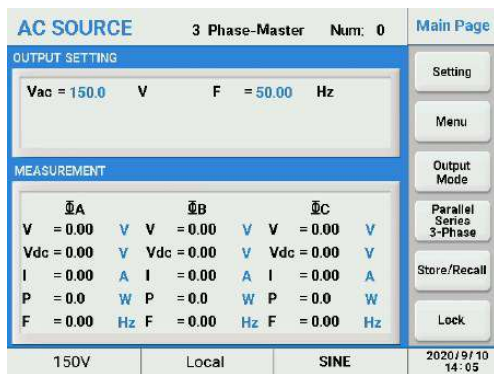 AC SOURCE 3 Phase-Master Num: 0 Main Page
OUTPUT SETTING
Vac = 150.0 V F = 50.00 Hz
Setting
Menu
Output
Mode
Parallel
Series
3-Phase
Store/Recall
Lock
MEASUREMENT
ΦA ΦB ΦC
V = 0.00 V V = 0.00 V V = 0.00 V
Vdc = 0.00 V Vdc = 0.00 V Vdc = 0.00 V
I = 0.00 A I = 0.00 A I = 0.00 A
P = 0.0 W P = 0.0 W P = 0.0 W
F = 0.00 Hz F = 0.00 Hz F = 0.00 Hz
150V Local SINE
2020/9/10
14:05